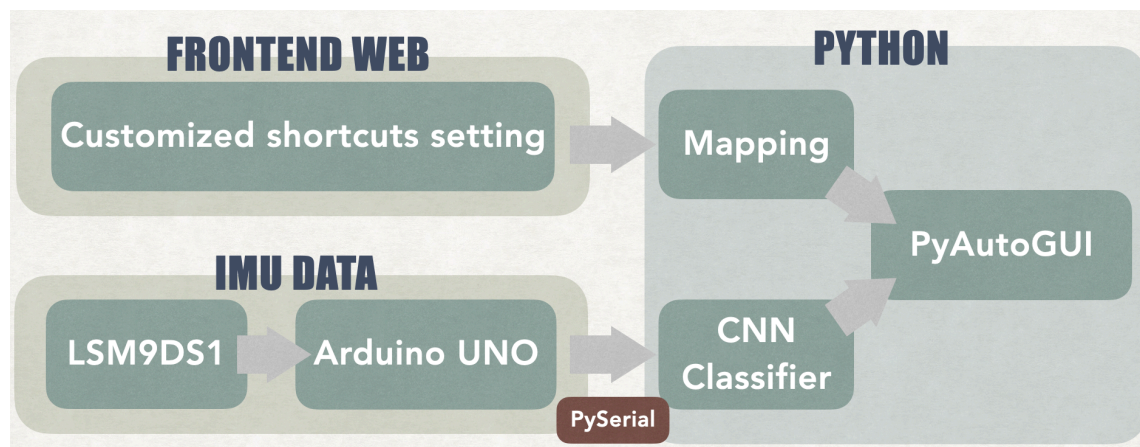 FRONTEND WEB
Customized shortcuts setting
IMU DATA
LSM9DS1
Arduino UNO
PySerial
PYTHON
Mapping
CNN
Classifier
PyAutoGUI